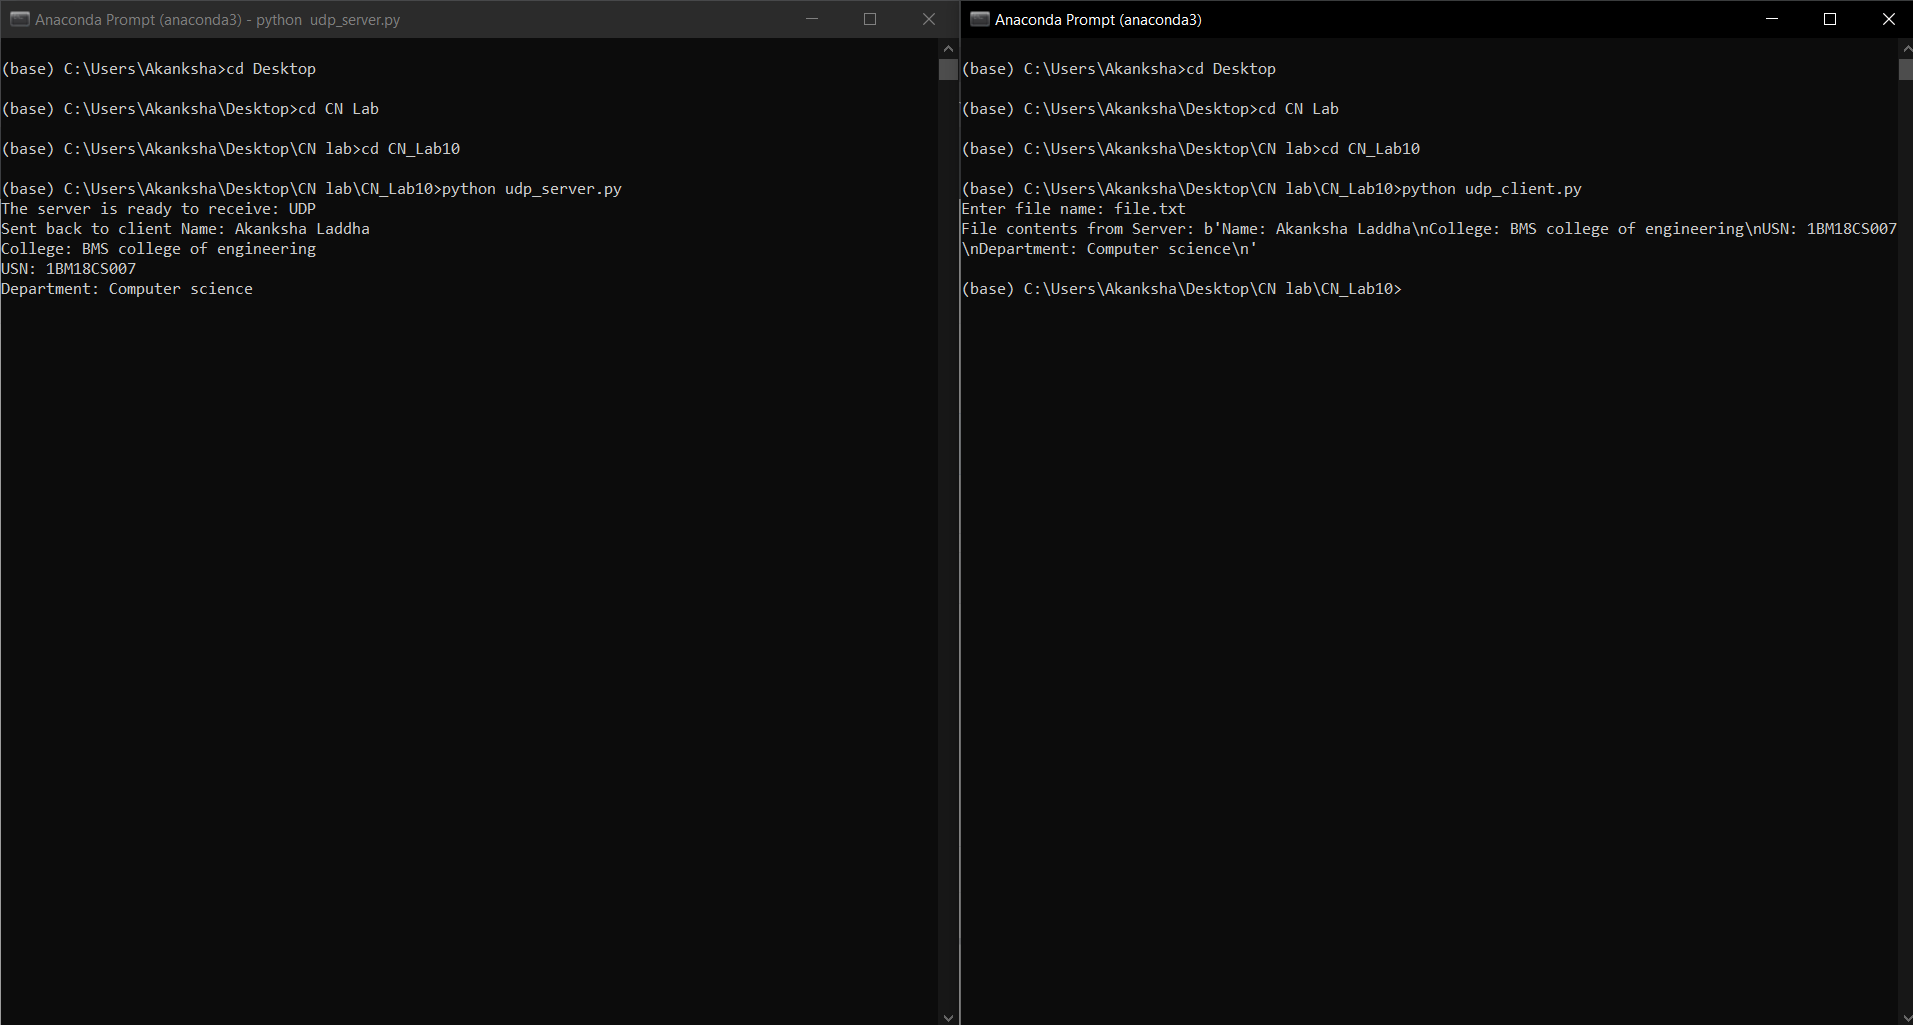 Anaconda Prompt (anaconda3) - python  udp_server.py
(base) C:\Users\Akanksha>cd Desktop
(base) C:\Users\Akanksha\Desktop>cd CN Lab
(base) C:\Users\Akanksha\Desktop\CN lab>cd CN_Lab10
(base) C:\Users\Akanksha\Desktop\CN lab\CN_Lab10>python udp_server.py
The server is ready to receive: UDP
Sent back to client Name: Akanksha Laddha
College: BMS college of engineering
USN: 1BM18CS007
Department: Computer science
Anaconda Prompt (anaconda3)
(base) C:\Users\Akanksha>cd Desktop
(base) C:\Users\Akanksha\Desktop>cd CN Lab
(base) C:\Users\Akanksha\Desktop\CN lab>cd CN_Lab10
(base) C:\Users\Akanksha\Desktop\CN lab\CN_Lab10>python udp_client.py
Enter file name: file.txt
File contents from Server: b'Name: Akanksha Laddha\nCollege: BMS college of engineering\nUSN: 1BM18CS007
\nDepartment: Computer science\n'
(base) C:\Users\Akanksha\Desktop\CN lab\CN_Lab10>